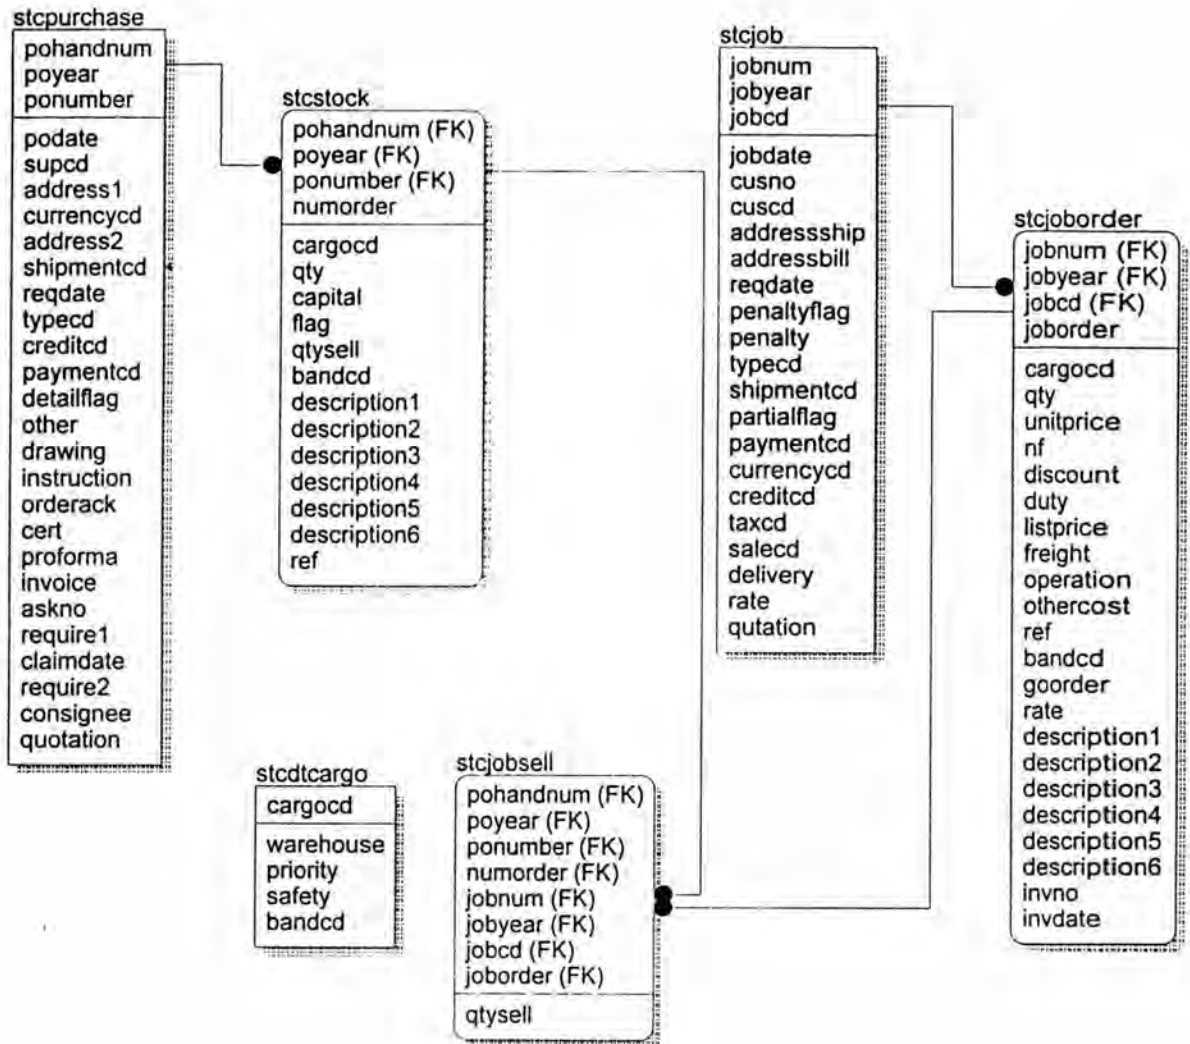 stcpurchase
pohandnum
poyear
ponumber
podate
supcd
address1
currencycd
address2
shipmentcd
reqdate
typecd
creditcd
paymentcd
detailflag
other
drawing
instruction
orderack
cert
proforma
invoice
askno
require1
claimdate
require2
consignee
quotation
stcstock
pohandnum (FK)
poyear (FK)
ponumber (FK)
numorder
cargocd
qty
capital
flag
qtysell
bandcd
description1
description2
description3
description4
description5
description6
ref
stcjob
jobnum
jobyear
jobcd
jobdate
cusno
cuscd
addressship
addressbill
reqdate
penaltyflag
penalty
typecd
shipmentcd
partialflag
paymentcd
currencycd
creditcd
taxcd
salecd
delivery
rate
qutation
stcjoborder
jobnum (FK)
jobyear (FK)
jobcd (FK)
joborder
cargocd
qty
unitprice
nf
discount
duty
listprice
freight
operation
othercost
ref
bandcd
goorder
rate
description1
description2
description3
description4
description5
description6
invno
invdate
stcdtcargo
cargocd
warehouse
priority
safety
bandcd
stcjobsell
pohandnum (FK)
poyear (FK)
ponumber (FK)
numorder (FK)
jobnum (FK)
jobyear (FK)
jobcd (FK)
joborder (FK)
qtysell